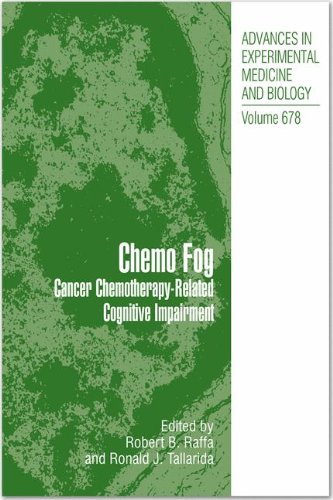 ADVANCES IN
EXPERIMENTAL
MEDICINE
AND BIOLOGY
Volume 678
Chemo Fog
Cancer Chemotherapy-Related
Cognitive Impairment
Edited by
Robert B. Raffa
and Ronald J. Tallarida